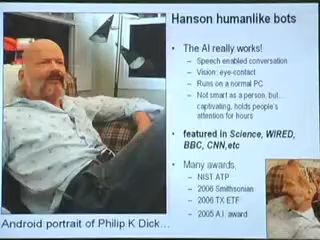 Hanson humanlike bots
• The AI really works!
– Speech enabled conversation
– Vision: eye-contact
– Runs on a normal PC
– Not smart as a person, but...
captivating, holds people's
attention for hours
• featured in Science, WIRED,
BBC, CNN,etc
• Many awards,
– NIST ATP
– 2006 Smithsonian
– 2006 TX ETF
– 2005 A.I. award
Android portrait of Philip K Dick...